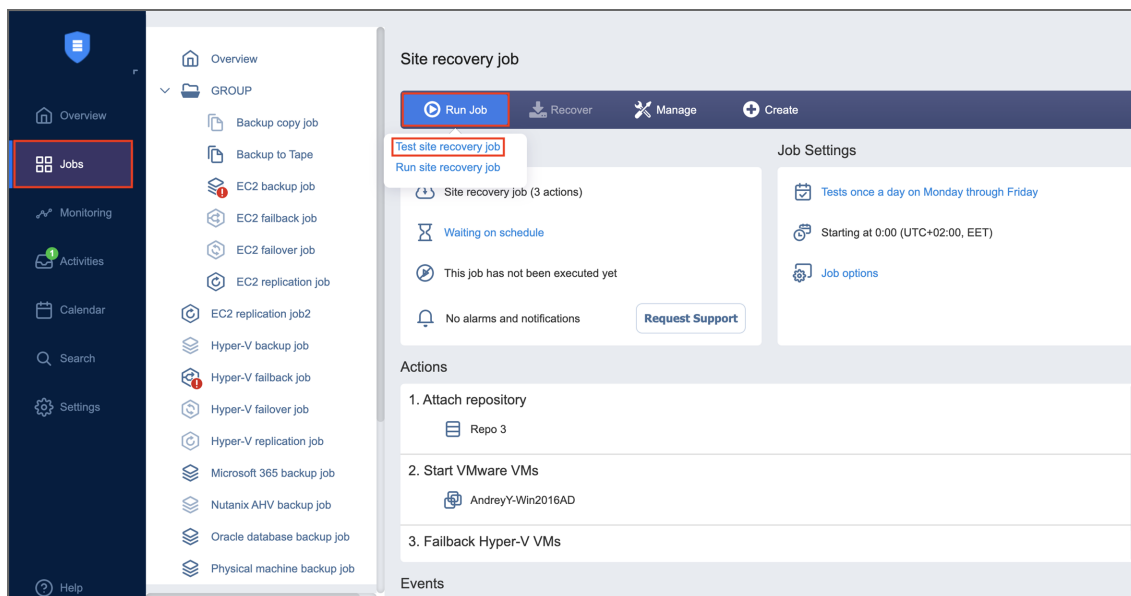 Overview
Jobs
Monitoring
1
Activities
Calendar
Search
Settings
Help
Overview
GROUP
Backup copy job
Backup to Tape
EC2 backup job
EC2 failback job
EC2 failover job
EC2 replication job
EC2 replication job2
Hyper-V backup job
Hyper-V failback job
Hyper-V failover job
Hyper-V replication job
Microsoft 365 backup job
Nutanix AHV backup job
Oracle database backup job
Physical machine backup job
Site recovery job
Run Job Recover Manage Create
Test site recovery job
Run site recovery job
Site recovery job (3 actions)
Waiting on schedule
This job has not been executed yet
No alarms and notifications Request Support
Job Settings
Tests once a day on Monday through Friday
Starting at 0:00 (UTC+02:00, EET)
Job options
Actions
1. Attach repository
Repo 3
2. Start VMware VMs
AndreyY-Win2016AD
3. Failback Hyper-V VMs
Events